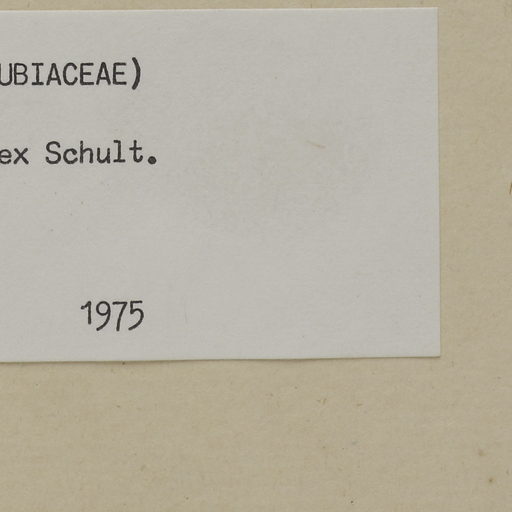 UBIACEAE)
ex Schult.
1975